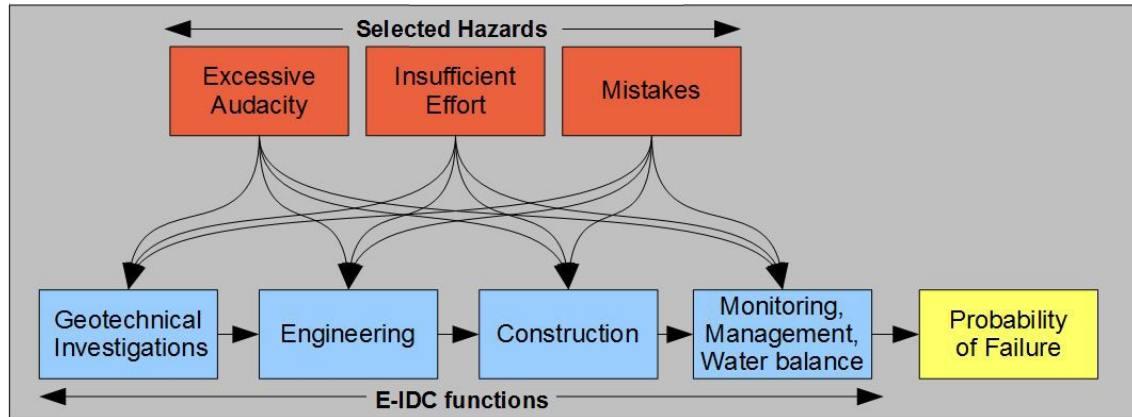 Selected Hazards
Excessive
Audacity
Insufficient
Effort
Mistakes
Geotechnical
Investigations
Engineering
Construction
Monitoring,
Management,
Water balance
Probability
of Failure
E-IDC functions